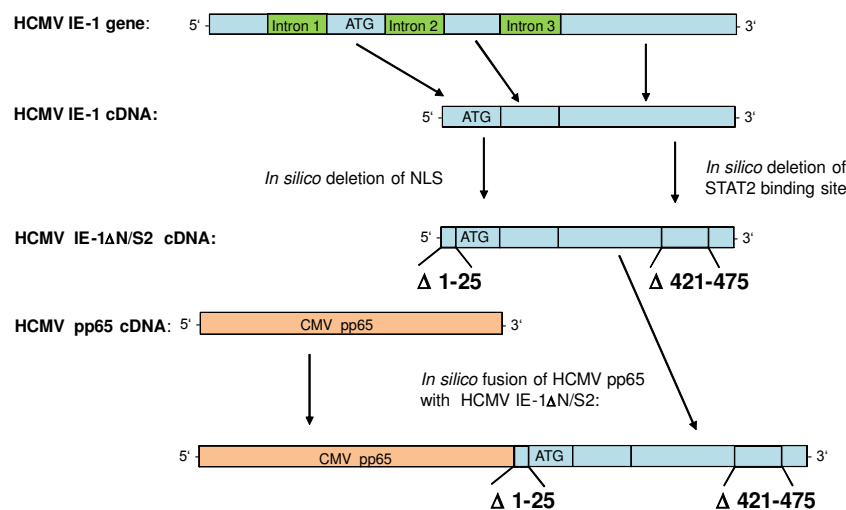 HCMV IE-1 gene: 5‘ Intron 1 ATG Intron 2 Intron 3 3‘
HCMV IE-1 cDNA: 5‘ ATG 3‘
In silico deletion of NLS
In silico deletion of
STAT2 binding site
HCMV IE-1ΔN/S2 cDNA: 5‘ ATG 3‘
Δ 1-25 Δ 421-475
HCMV pp65 cDNA: 5‘ CMV pp65 3‘
In silico fusion of HCMV pp65
with HCMV IE-1ΔN/S2:
5‘ CMV pp65 ATG 3‘
Δ 1-25 Δ 421-475